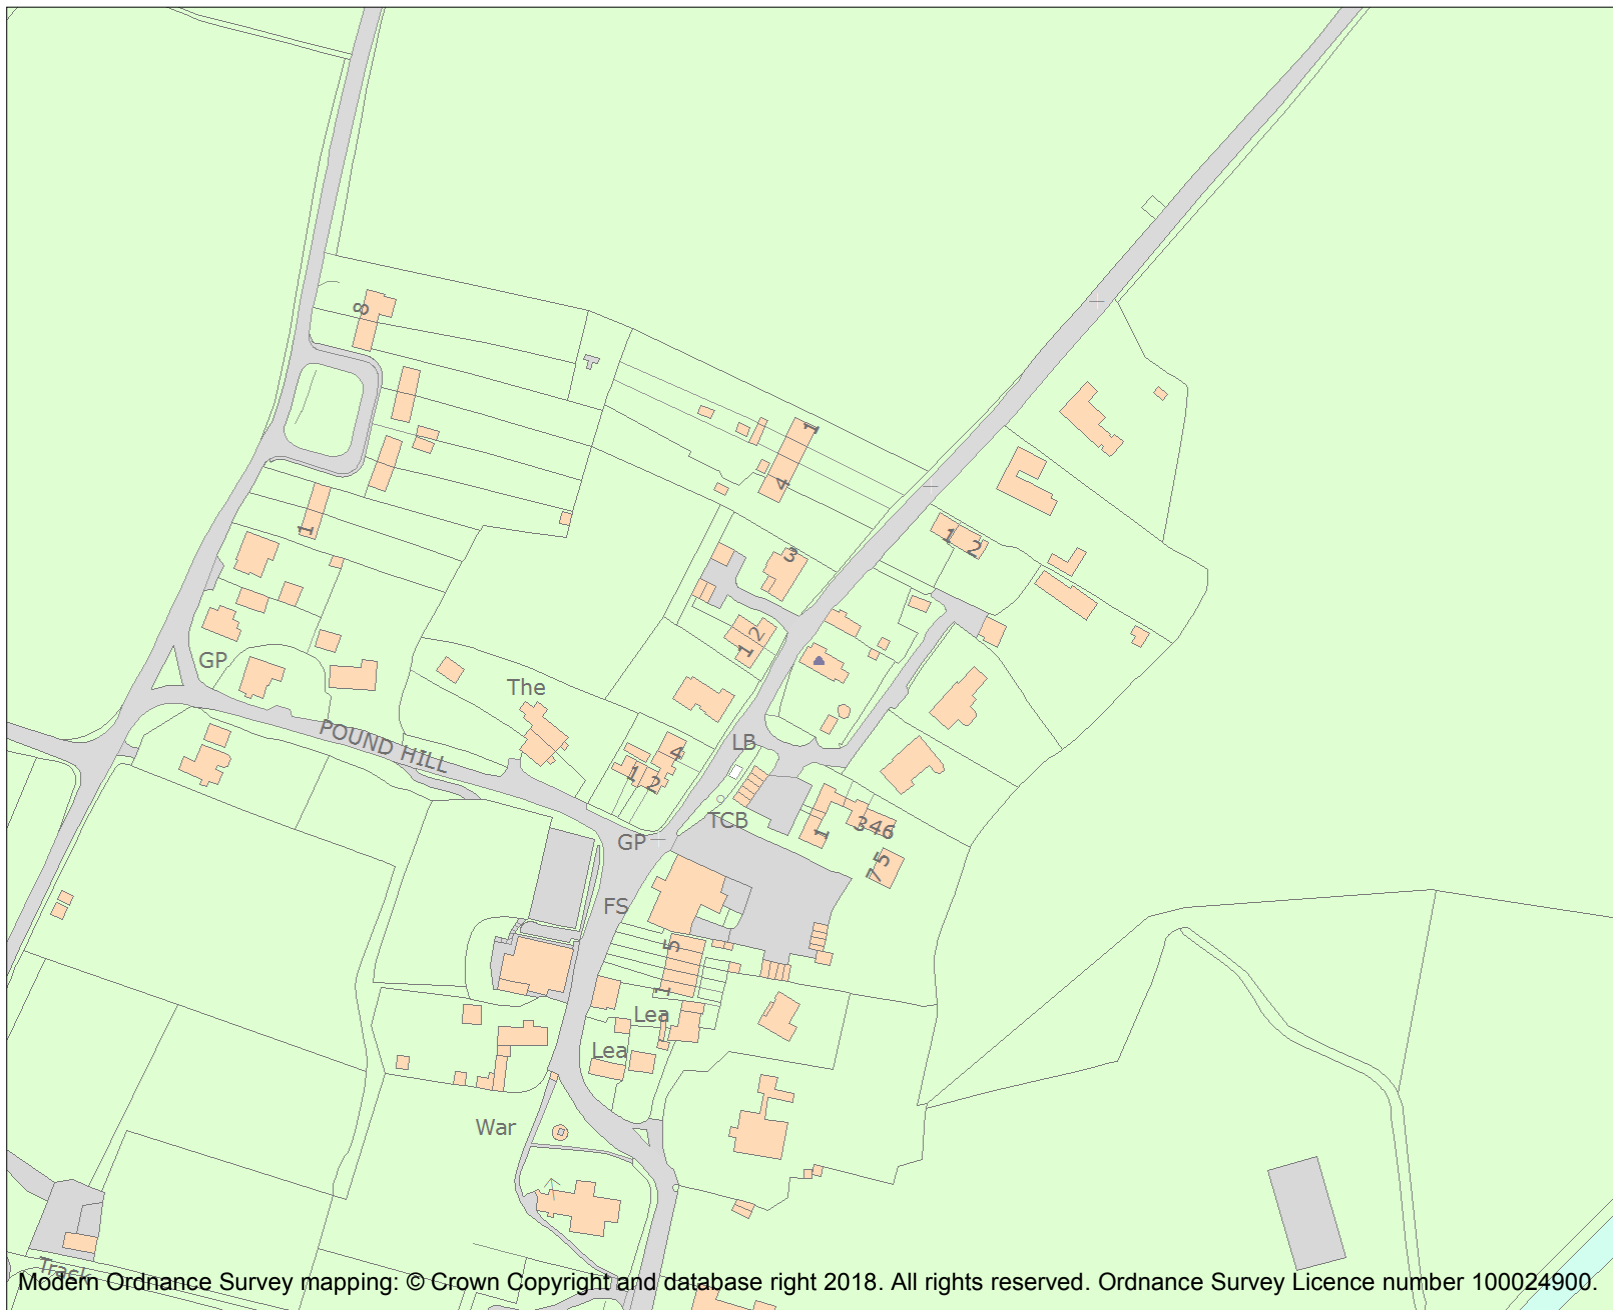 8
1
4
1
3
1 2
2
1
GP
The
POUND HILL
LB
4
1 2
TCB
1
346
GP
5
7
FS
5
1
Lea
Lea
War
Track
Modern Ordnance Survey mapping: © Crown Copyright and database right 2018. All rights reserved. Ordnance Survey Licence number 100024900.